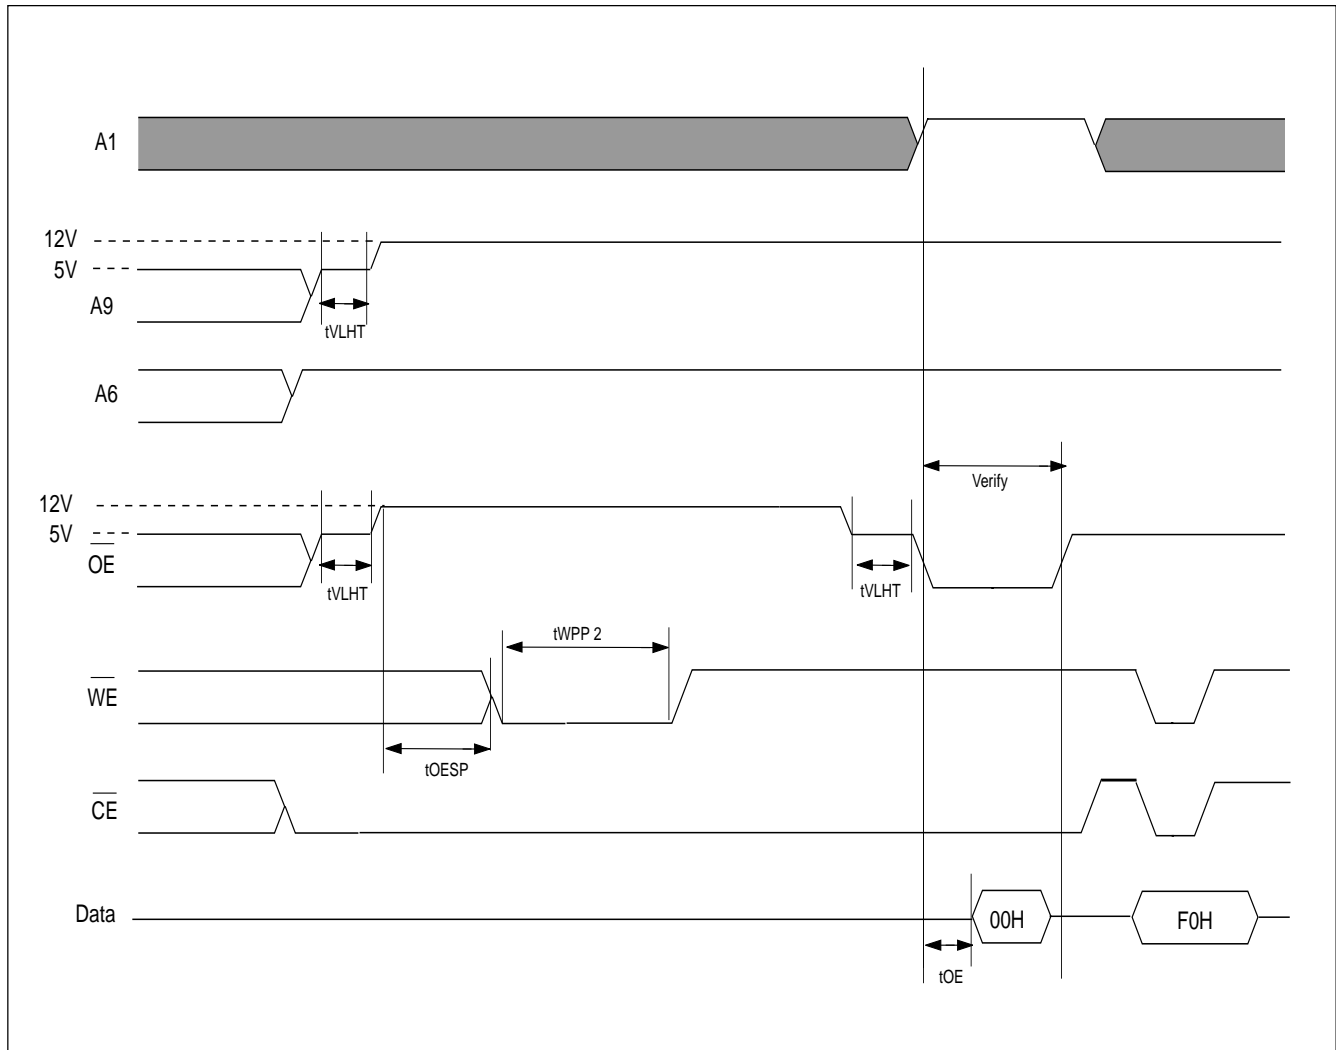 A1
12V
5V
A9
tVLHT
A6
Verify
12V
5V
OE
tVLHT
tVLHT
tWPP 2
WE
tOESP
CE
Data
00H
F0H
tOE